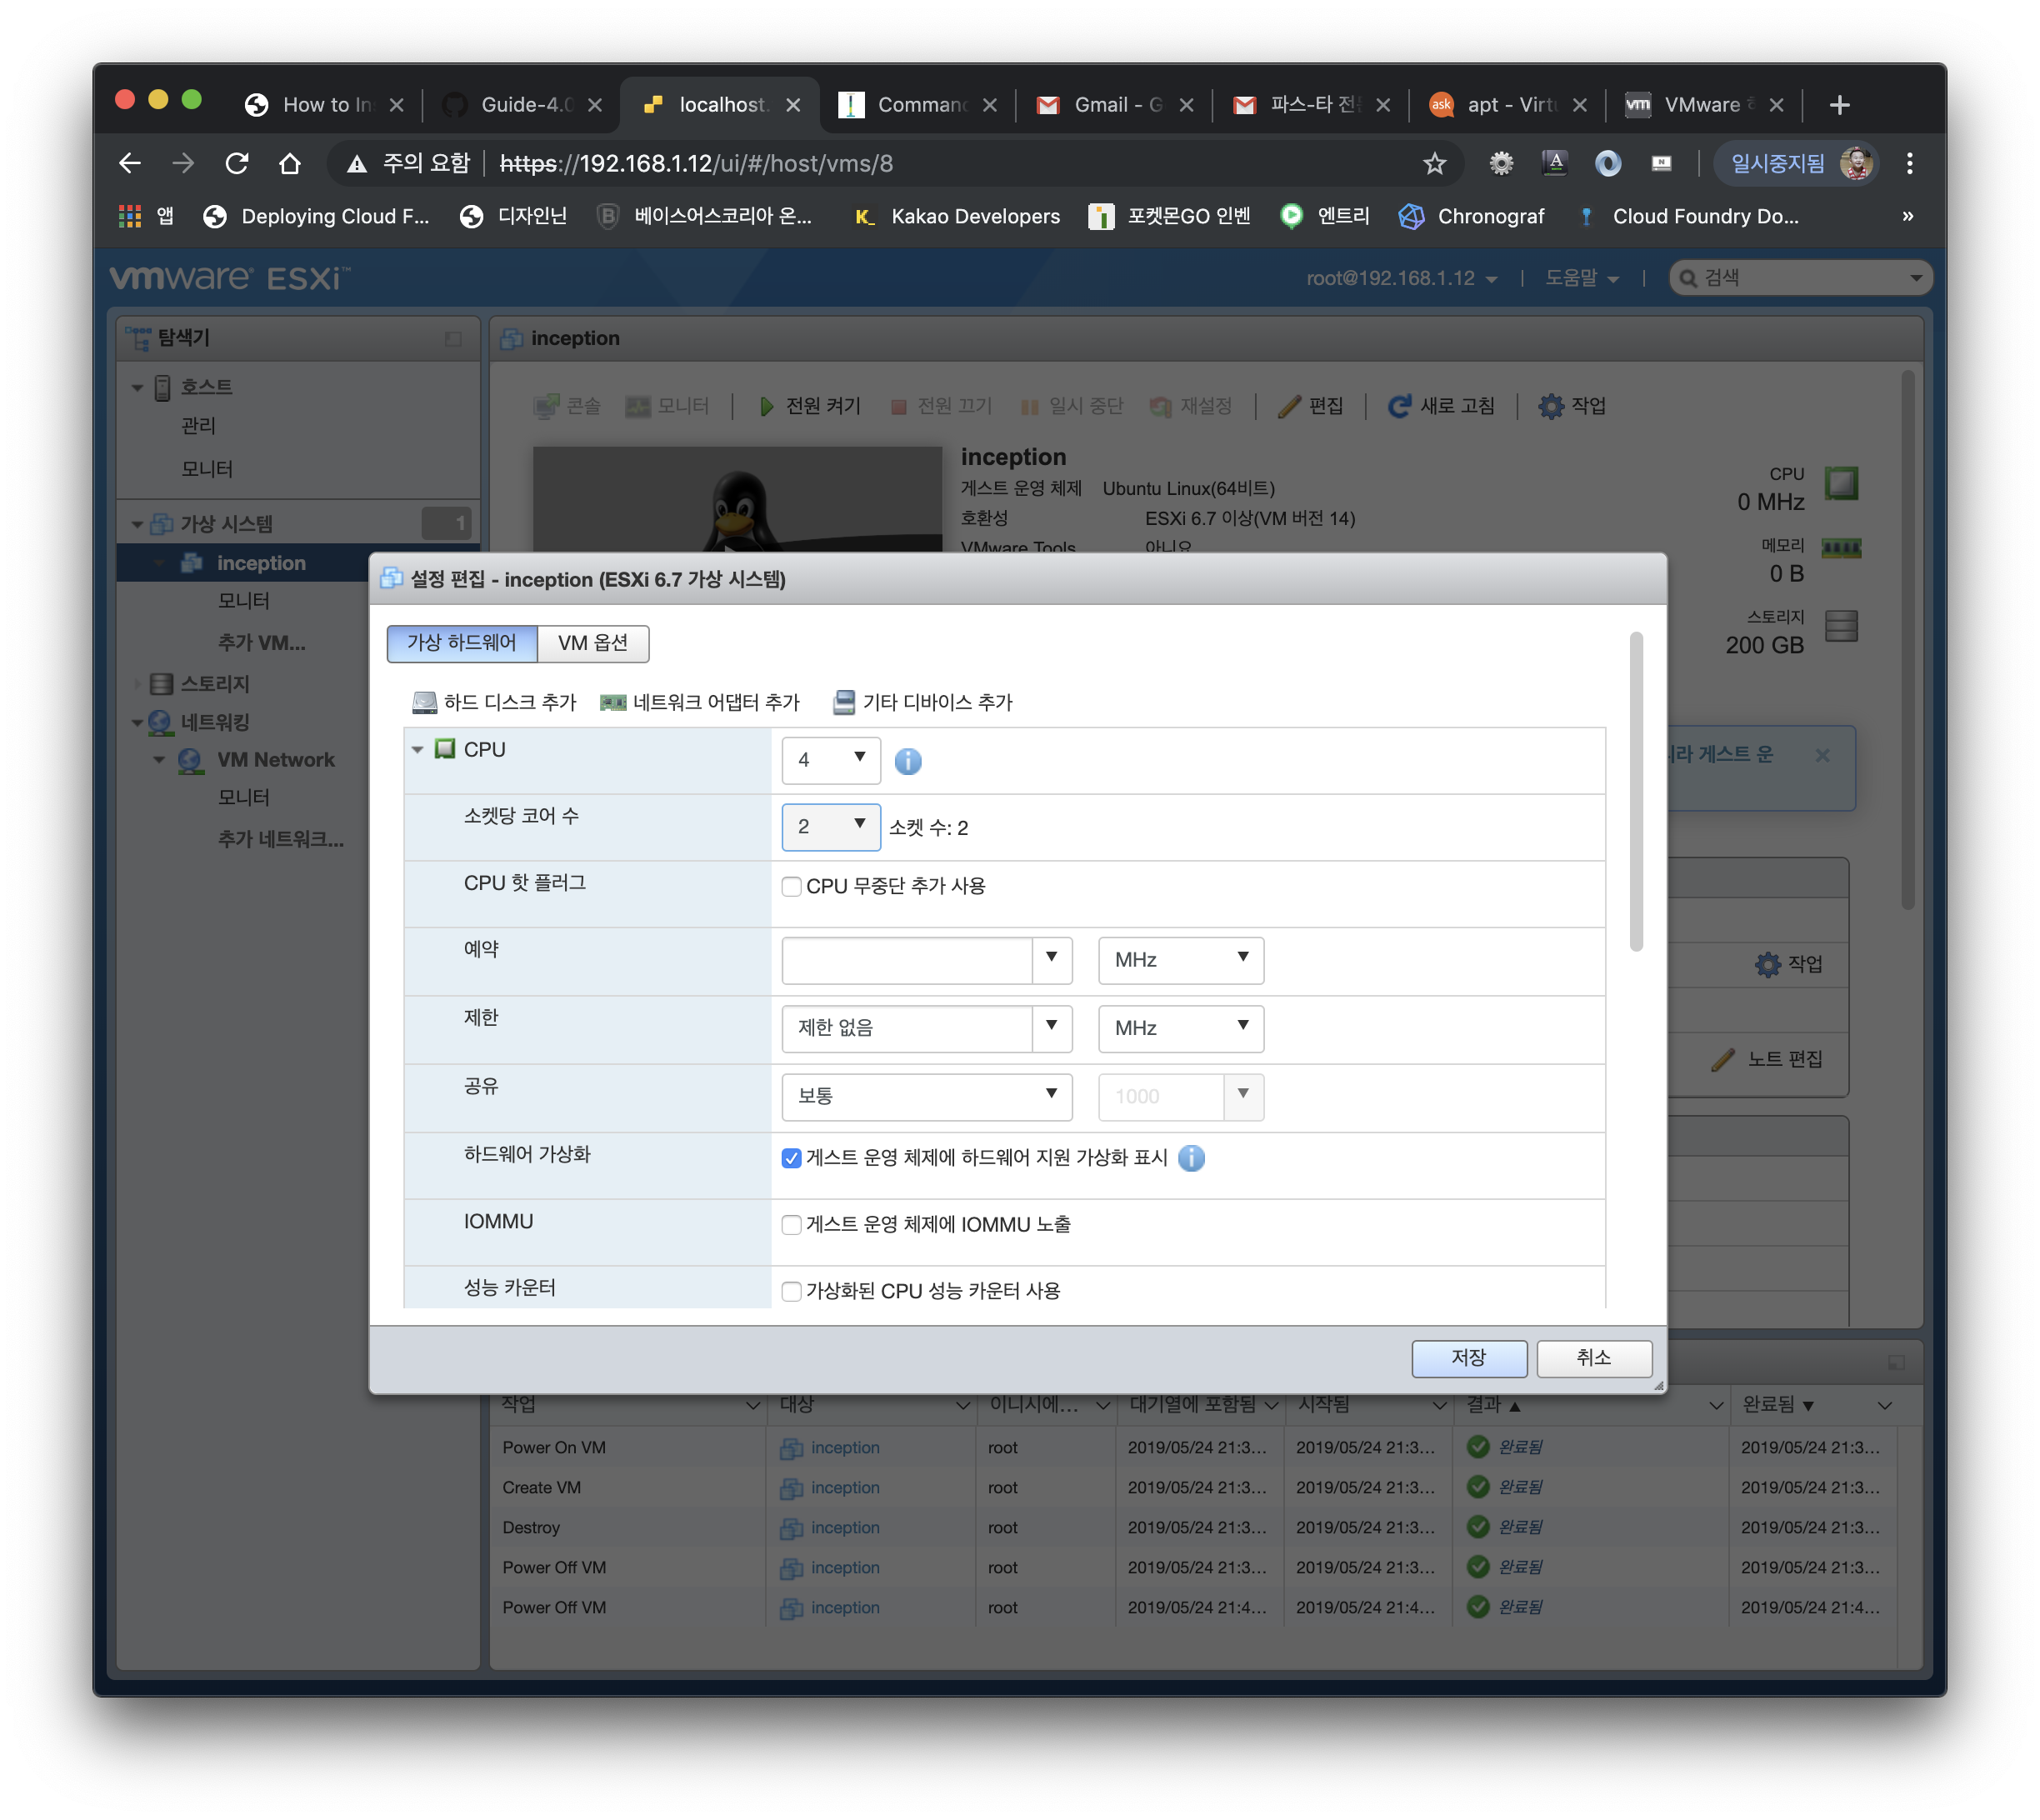 How to In
Guide-4.0
localhost.
Command
Gmail - G
파스-타 전
apt - Virtu
VMware
주의 요함
https://192.168.1.12/ui/#/host/vms/8
일시중지됨
앱
Deploying Cloud F...
디자인닌
베이스어스코리아 온...
Kakao Developers
포켓몬GO 인벤
엔트리
Chronograf
Cloud Foundry Do...
»
vmware ESXi™
root@192.168.1.12
도움말
검색
탐색기
inception
호스트
관리
모니터
가상 시스템
1
inception
모니터
추가 VM...
스토리지
네트워킹
VM Network
모니터
추가 네트워크...
콘솔
모니터
전원 켜기
전원 끄기
일시 중단
재설정
편집
새로 고침
작업
inception
게스트 운영 체제 Ubuntu Linux(64비트)
호환성 ESXi 6.7 이상(VM 버전 14)
VMware Tools 아니요
CPU
0 MHz
메모리
0 B
스토리지
200 GB
라 게스트 운
작업
노트 편집
설정 편집 - inception (ESXi 6.7 가상 시스템)
가상 하드웨어
VM 옵션
하드 디스크 추가
네트워크 어댑터 추가
기타 디바이스 추가
CPU
4
소켓당 코어 수
2
소켓 수: 2
CPU 핫 플러그
CPU 무중단 추가 사용
예약
MHz
제한
제한 없음
MHz
공유
보통
1000
하드웨어 가상화
게스트 운영 체제에 하드웨어 지원 가상화 표시
IOMMU
게스트 운영 체제에 IOMMU 노출
성능 카운터
가상화된 CPU 성능 카운터 사용
저장
취소
작업 대상 이니시에... 대기열에 포함됨 시작됨 결과 ▲ 완료됨 ▼
Power On VM inception root 2019/05/24 21:3... 2019/05/24 21:3... 완료됨 2019/05/24 21:3...
Create VM inception root 2019/05/24 21:3... 2019/05/24 21:3... 완료됨 2019/05/24 21:3...
Destroy inception root 2019/05/24 21:3... 2019/05/24 21:3... 완료됨 2019/05/24 21:3...
Power Off VM inception root 2019/05/24 21:3... 2019/05/24 21:3... 완료됨 2019/05/24 21:3...
Power Off VM inception root 2019/05/24 21:4... 2019/05/24 21:4... 완료됨 2019/05/24 21:4...